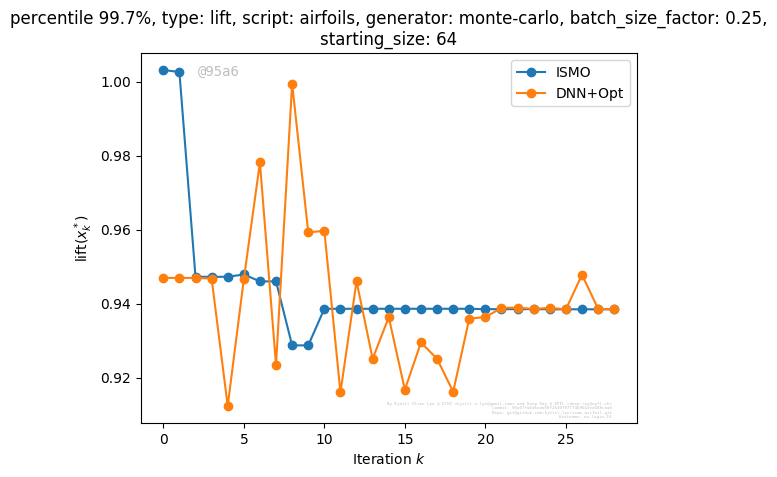 percentile 99.7%, type: lift, script: airfoils, generator: monte-carlo, batch_size_factor: 0.25,
starting_size: 64
@95a6
ISMO
DNN+Opt
1.00
0.98
0.96
0.94
0.92
lift(x*k)
0
5
10
15
20
25
Iteration k